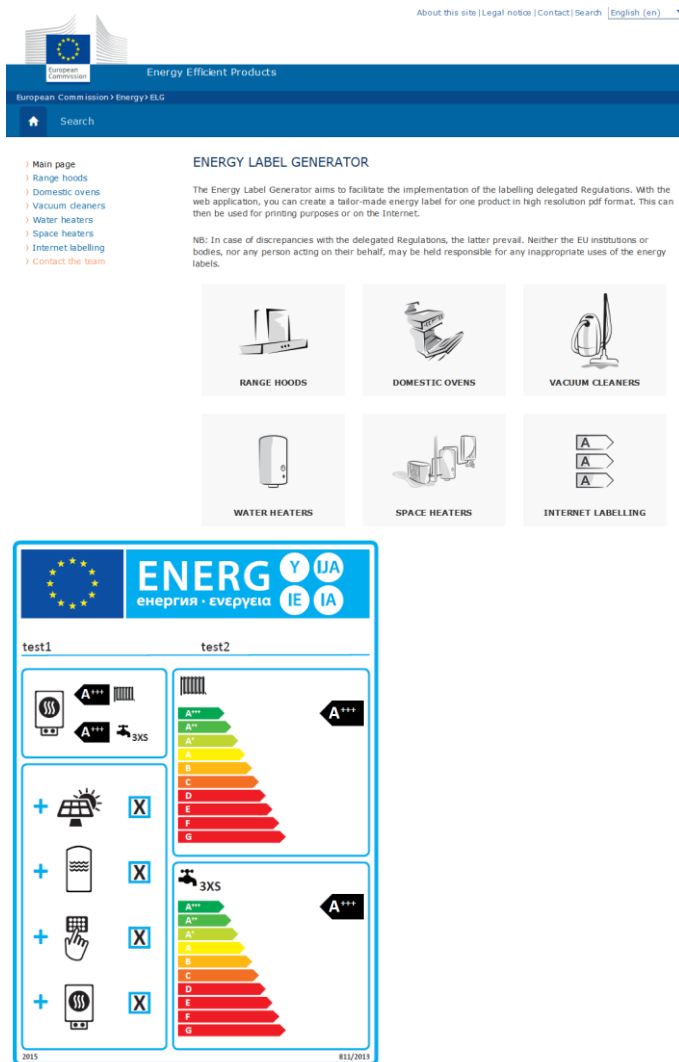 About this site | Legal notice | Contact | Search English (en)
European
Commission
Energy Efficient Products
European Commission > Energy > ELG
Search
Main page
Range hoods
Domestic ovens
Vacuum cleaners
Water heaters
Space heaters
Internet labelling
Contact the team
ENERGY LABEL GENERATOR
The Energy Label Generator aims to facilitate the implementation of the labelling delegated Regulations. With the
web application, you can create a tailor-made energy label for one product in high resolution pdf format. This can
then be used for printing purposes or on the Internet.
NB: In case of discrepancies with the delegated Regulations, the latter prevail. Neither the EU institutions or
bodies, nor any person acting on their behalf, may be held responsible for any inappropriate uses of the energy
labels.
RANGE HOODS
DOMESTIC OVENS
VACUUM CLEANERS
WATER HEATERS
SPACE HEATERS
A
A
A
INTERNET LABELLING
ENERG Y IJA
енергия · ενεργεια IE IA
test1 test2
A+++
A+++ 3XS
X
X
X
X
A+++
A+++
A++
A+
A
B
C
D
E
F
G
3XS
A+++
A+++
A++
A+
A
B
C
D
E
F
G
2015
811/2013